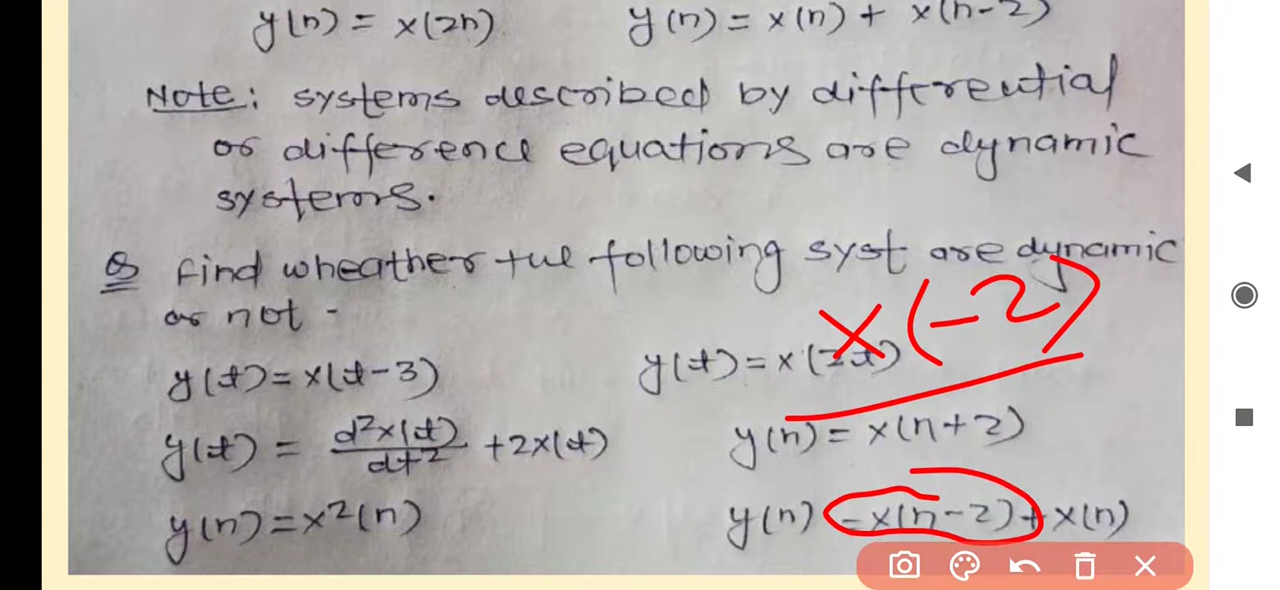 y(n) = x(2n)    y(n) = x(n) + x(n-2)
Note: systems described by differential
or difference equations are dynamic
systems.
Q Find wheather the following syst are dynamic
or not -
x(-2)
y(t) = x(t-3)    y(t) = x(2t)
y(t) = d²x(t)/dt² + 2x(t)    y(n) = x(n+2)
y(n) = x²(n)    y(n) = x(n-2) + x(n)